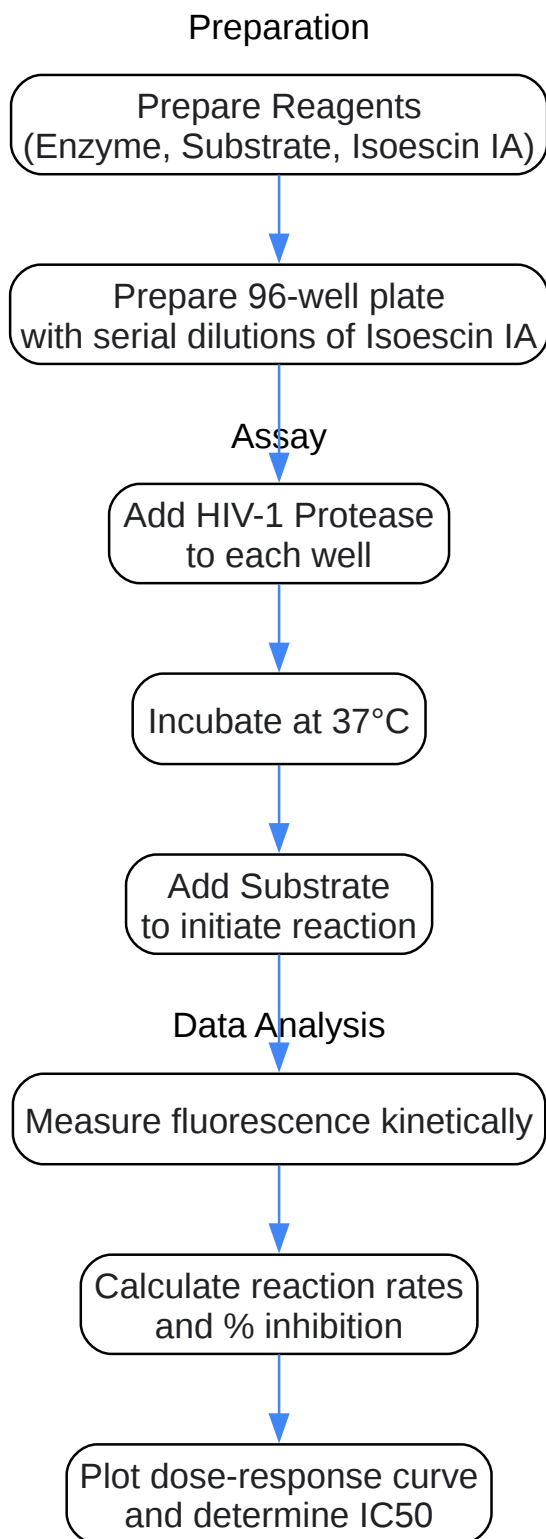 Preparation
Prepare Reagents
(Enzyme, Substrate, Isoescin IA)
Prepare 96-well plate
with serial dilutions of Isoescin IA
Assay
Add HIV-1 Protease
to each well
Incubate at 37°C
Add Substrate
to initiate reaction
Data Analysis
Measure fluorescence kinetically
Calculate reaction rates
and % inhibition
Plot dose-response curve
and determine IC50